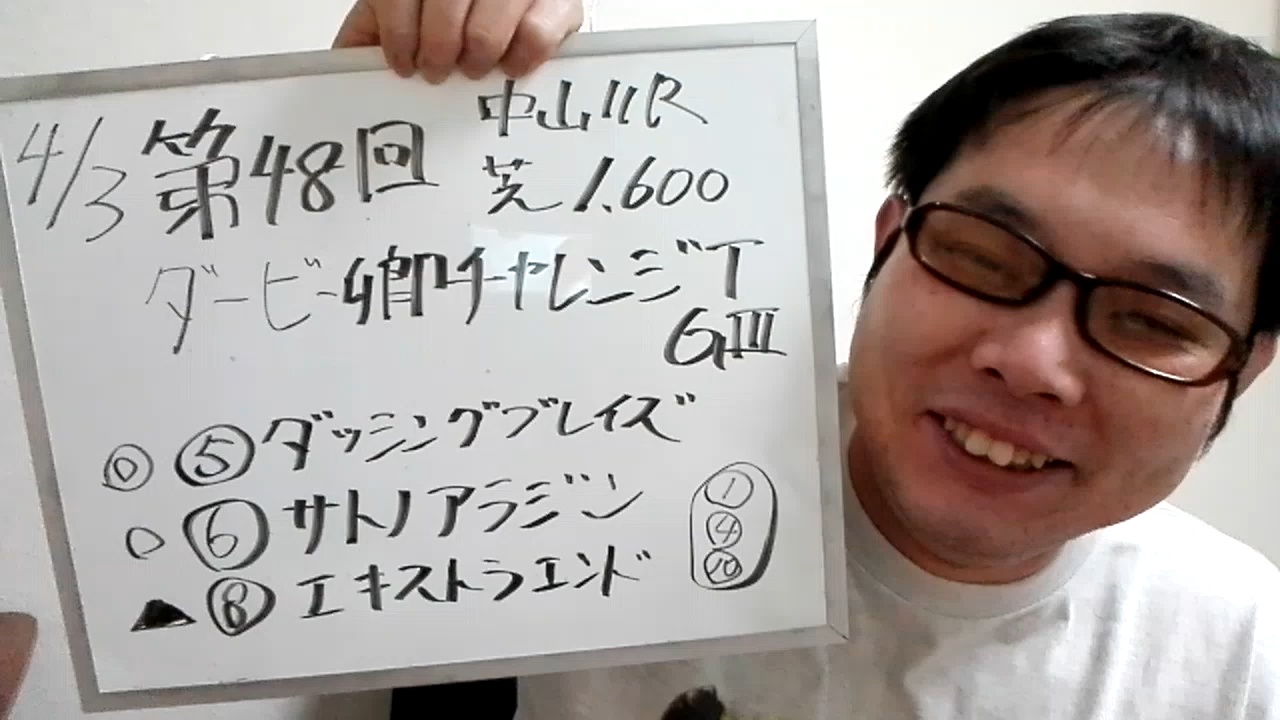 4/3 第48回
中山11R
芝1.600
ダービー卿チャレンジT
GIII
◎ ⑤ ダッシングブレイズ
○ ⑥ サトノアラジン
▲ ⑧ エキストラエンド
①
④
⑩